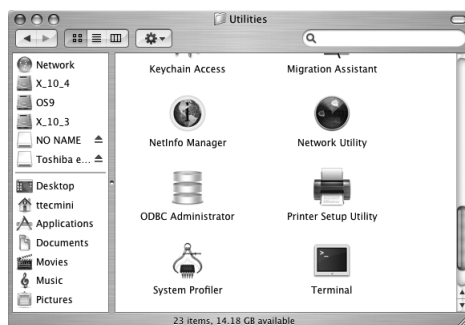 Utilities
Network
X_10_4
OS9
X_10_3
NO NAME
Toshiba e...
Desktop
ttecmini
Applications
Documents
Movies
Music
Pictures
Keychain Access
Migration Assistant
NetInfo Manager
Network Utility
ODBC Administrator
Printer Setup Utility
System Profiler
Terminal
23 items, 14.18 GB available